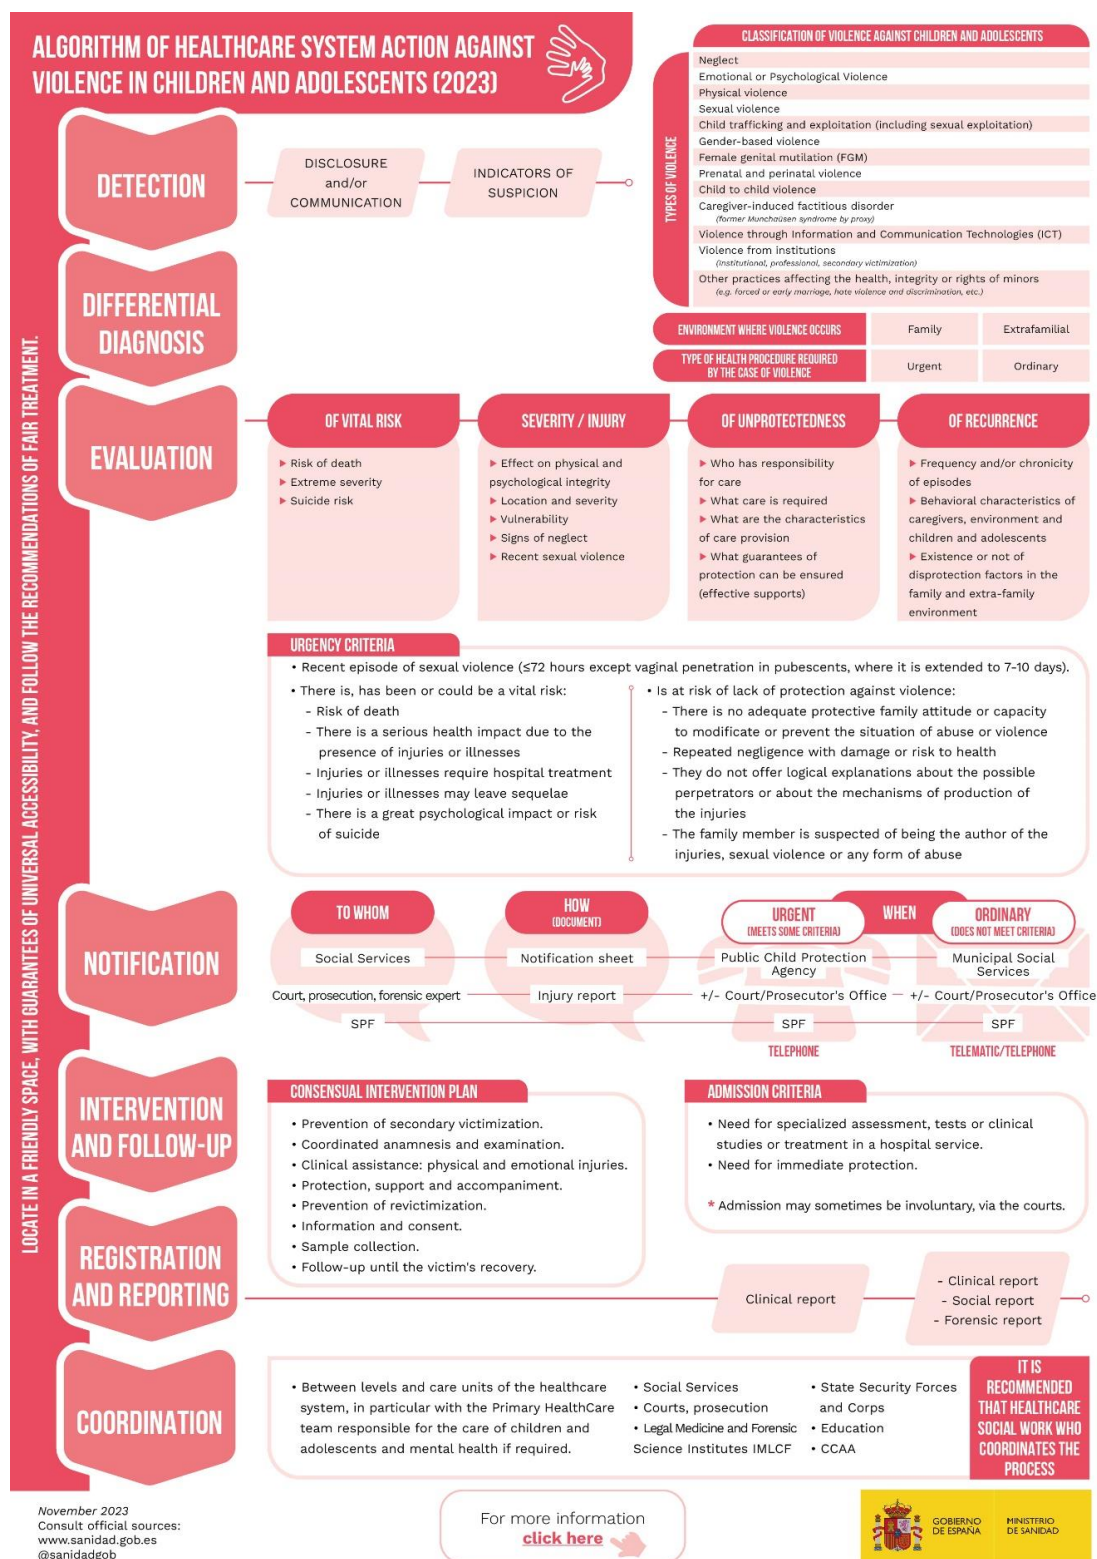 ALGORITHM OF HEALTHCARE SYSTEM ACTION AGAINST
VIOLENCE IN CHILDREN AND ADOLESCENTS (2023)
CLASSIFICATION OF VIOLENCE AGAINST CHILDREN AND ADOLESCENTS
TYPES OF VIOLENCE
Neglect
Emotional or Psychological Violence
Physical violence
Sexual violence
Child trafficking and exploitation (including sexual exploitation)
Gender-based violence
Female genital mutilation (FGM)
Prenatal and perinatal violence
Child to child violence
Caregiver-induced factitious disorder
(former Munchaüsen syndrome by proxy)
Violence through Information and Communication Technologies (ICT)
Violence from institutions
(institutional, professional, secondary victimization)
Other practices affecting the health, integrity or rights of minors
(e.g. forced or early marriage, hate violence and discrimination, etc.)
ENVIRONMENT WHERE VIOLENCE OCCURS
Family
Extrafamilial
TYPE OF HEALTH PROCEDURE REQUIRED
BY THE CASE OF VIOLENCE
Urgent
Ordinary
LOCATE IN A FRIENDLY SPACE, WITH GUARANTEES OF UNIVERSAL ACCESSIBILITY, AND FOLLOW THE RECOMMENDATIONS OF FAIR TREATMENT.
DETECTION
DISCLOSURE
and/or
COMMUNICATION
INDICATORS OF
SUSPICION
DIFFERENTIAL
DIAGNOSIS
EVALUATION
OF VITAL RISK
▶ Risk of death
▶ Extreme severity
▶ Suicide risk
SEVERITY / INJURY
▶ Effect on physical and
psychological integrity
▶ Location and severity
▶ Vulnerability
▶ Signs of neglect
▶ Recent sexual violence
OF UNPROTECTEDNESS
▶ Who has responsibility
for care
▶ What care is required
▶ What are the characteristics
of care provision
▶ What guarantees of
protection can be ensured
(effective supports)
OF RECURRENCE
▶ Frequency and/or chronicity
of episodes
▶ Behavioral characteristics of
caregivers, environment and
children and adolescents
▶ Existence or not of
disprotection factors in the
family and extra-family
environment
URGENCY CRITERIA
• Recent episode of sexual violence (≤72 hours except vaginal penetration in pubescents, where it is extended to 7-10 days).
• There is, has been or could be a vital risk:
- Risk of death
- There is a serious health impact due to the
presence of injuries or illnesses
- Injuries or illnesses require hospital treatment
- Injuries or illnesses may leave sequelae
- There is a great psychological impact or risk
of suicide
• Is at risk of lack of protection against violence:
- There is no adequate protective family attitude or capacity
to modificate or prevent the situation of abuse or violence
- Repeated negligence with damage or risk to health
- They do not offer logical explanations about the possible
perpetrators or about the mechanisms of production of
the injuries
- The family member is suspected of being the author of the
injuries, sexual violence or any form of abuse
NOTIFICATION
TO WHOM
HOW
(DOCUMENT)
WHEN
URGENT
(MEETS SOME CRITERIA)
ORDINARY
(DOES NOT MEET CRITERIA)
Social Services
Notification sheet
Public Child Protection
Agency
Municipal Social
Services
Court, prosecution, forensic expert
Injury report
+/- Court/Prosecutor's Office
+/- Court/Prosecutor's Office
SPF
SPF
SPF
TELEPHONE
TELEMATIC/TELEPHONE
INTERVENTION
AND FOLLOW-UP
CONSENSUAL INTERVENTION PLAN
• Prevention of secondary victimization.
• Coordinated anamnesis and examination.
• Clinical assistance: physical and emotional injuries.
• Protection, support and accompaniment.
• Prevention of revictimization.
• Information and consent.
• Sample collection.
• Follow-up until the victim's recovery.
ADMISSION CRITERIA
• Need for specialized assessment, tests or clinical
studies or treatment in a hospital service.
• Need for immediate protection.
* Admission may sometimes be involuntary, via the courts.
REGISTRATION
AND REPORTING
Clinical report
- Clinical report
- Social report
- Forensic report
COORDINATION
• Between levels and care units of the healthcare
system, in particular with the Primary HealthCare
team responsible for the care of children and
adolescents and mental health if required.
• Social Services
• Courts, prosecution
• Legal Medicine and Forensic
Science Institutes IMLCF
• State Security Forces
and Corps
• Education
• CCAA
IT IS
RECOMMENDED
THAT HEALTHCARE
SOCIAL WORK WHO
COORDINATES THE
PROCESS
November 2023
Consult official sources:
www.sanidad.gob.es
@sanidadgob
For more information
click here
GOBIERNO
DE ESPAÑA
MINISTERIO
DE SANIDAD